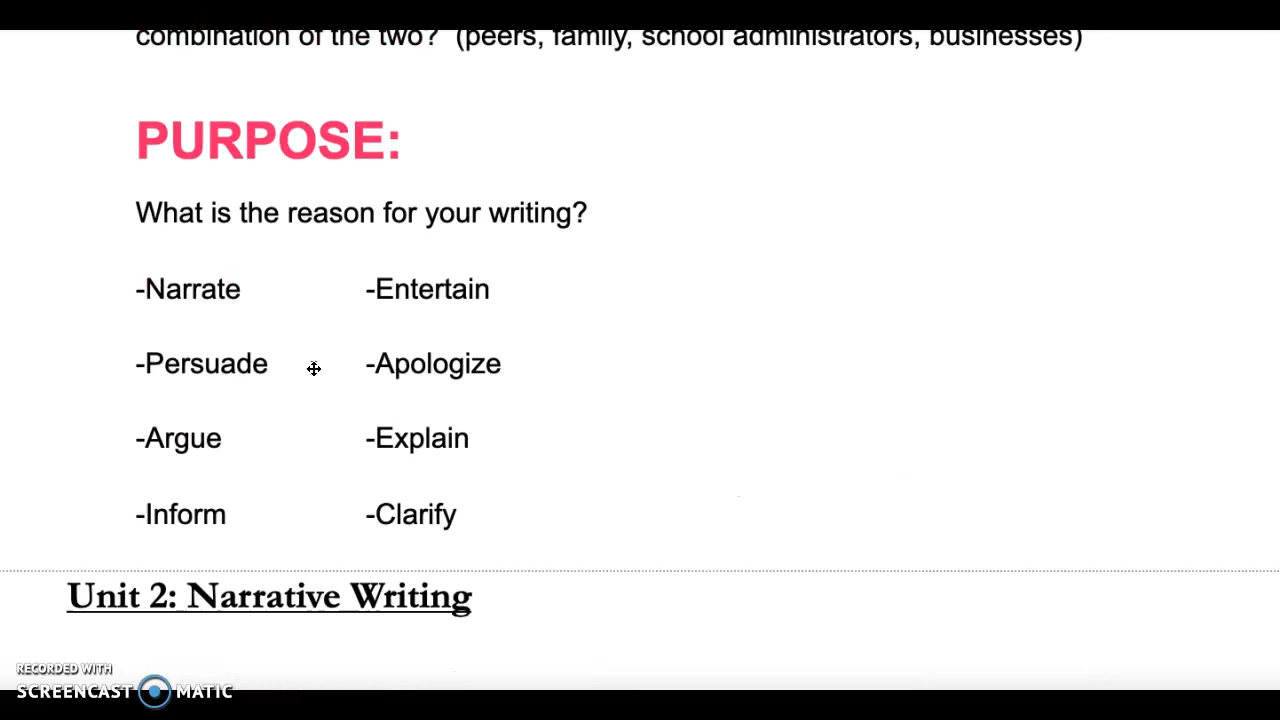 combination of the two? (peers, family, school administrators, businesses)
PURPOSE:
What is the reason for your writing?
-Narrate -Entertain
-Persuade -Apologize
-Argue -Explain
-Inform -Clarify
Unit 2: Narrative Writing
RECORDED WITH
SCREENCAST MATIC